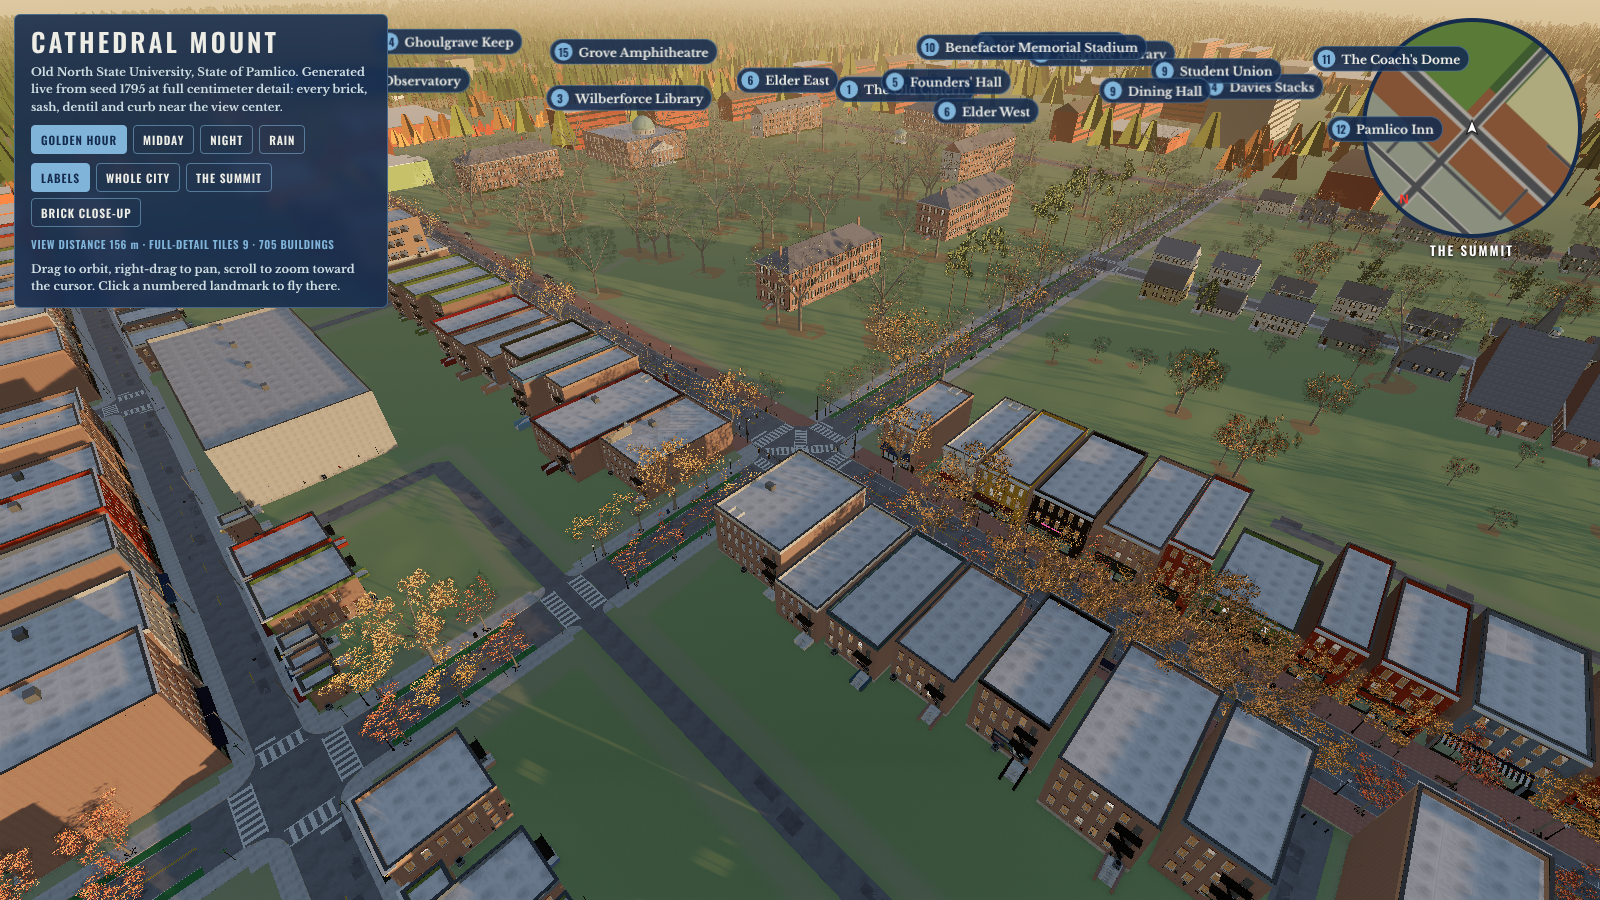 CATHEDRAL MOUNT
Old North State University, State of Pamlico. Generated
live from seed 1795 at full centimeter detail: every brick,
sash, dentil and curb near the view center.
GOLDEN HOUR
MIDDAY
NIGHT
RAIN
LABELS
WHOLE CITY
THE SUMMIT
BRICK CLOSE-UP
VIEW DISTANCE 156 m · FULL-DETAIL TILES 9 · 705 BUILDINGS
Drag to orbit, right-drag to pan, scroll to zoom toward
the cursor. Click a numbered landmark to fly there.
4 Ghoulgrave Keep
Observatory
15 Grove Amphitheatre
3 Wilberforce Library
6 Elder East
1
5 Founders' Hall
6 Elder West
10 Benefactor Memorial Stadium
9 Student Union
9 Dining Hall
4 Davies Stacks
11 The Coach's Dome
12 Pamlico Inn
N
THE SUMMIT